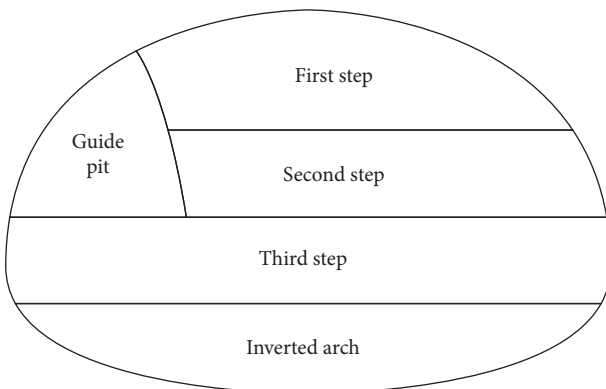 First step
Guide
pit
Second step
Third step
Inverted arch